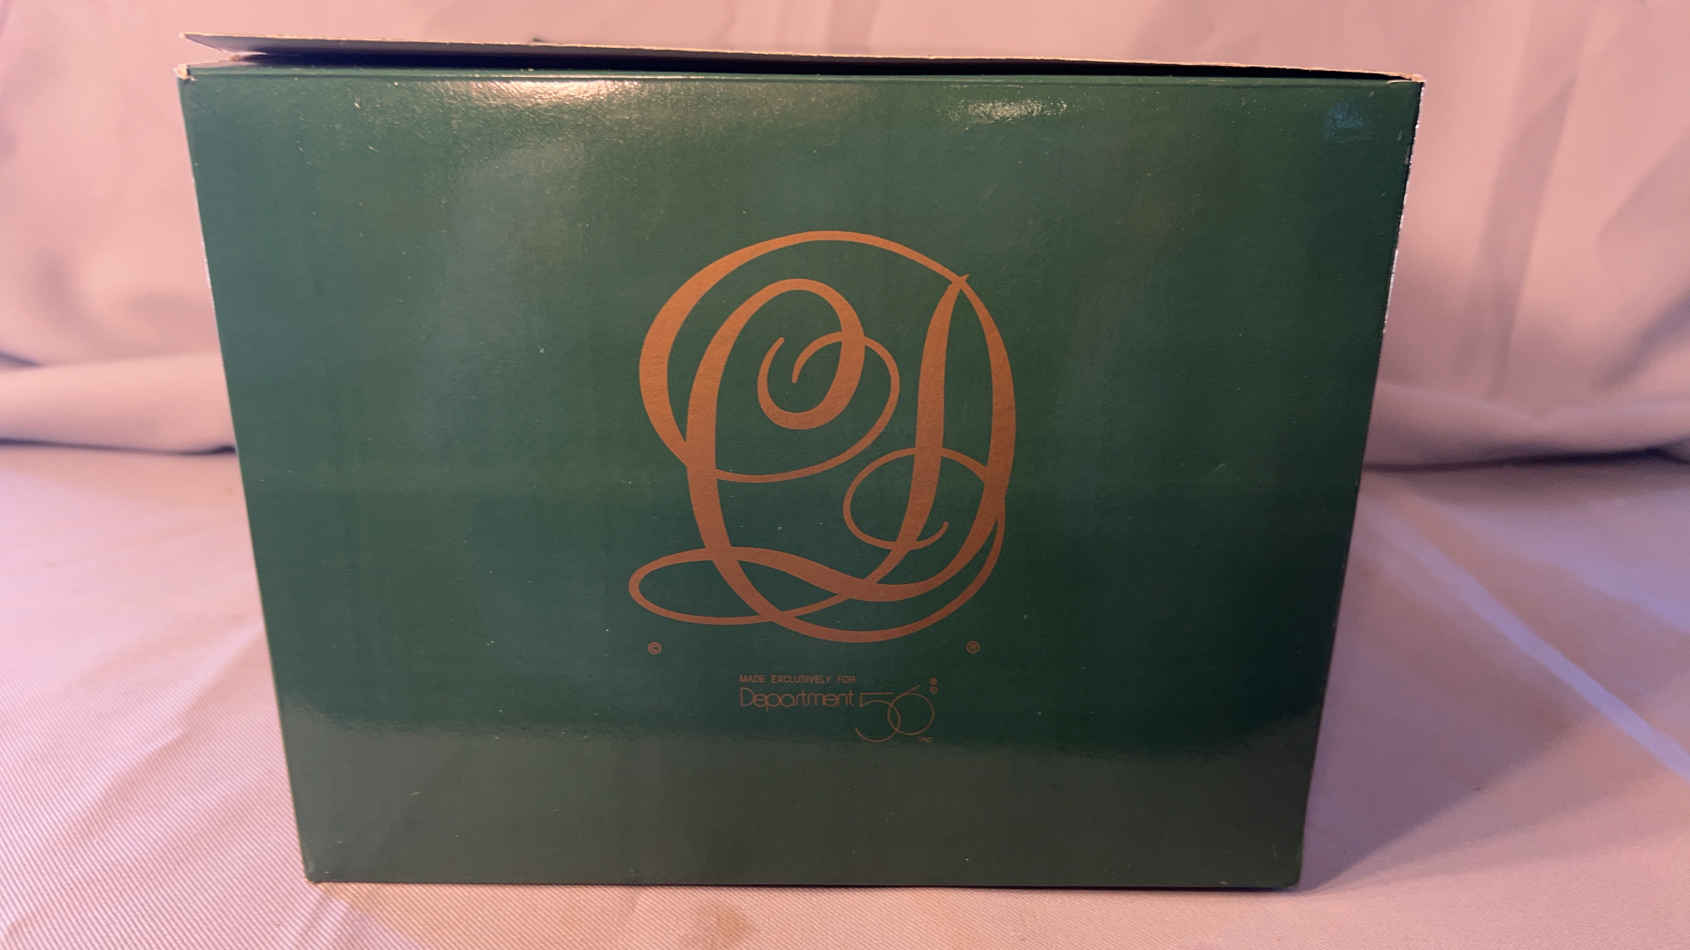 © ®
MADE EXCLUSIVELY FOR
Department 56